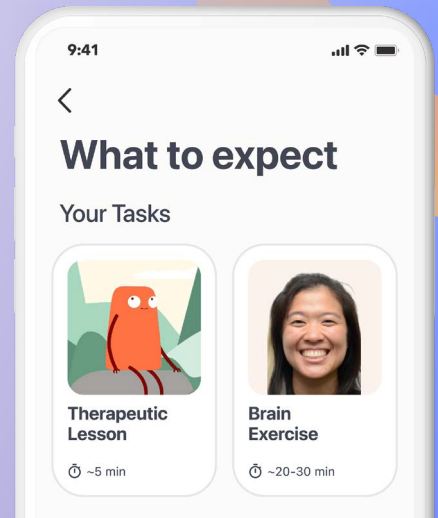 9:41
What to expect
Your Tasks
Therapeutic
Lesson
~5 min
Brain
Exercise
~20-30 min